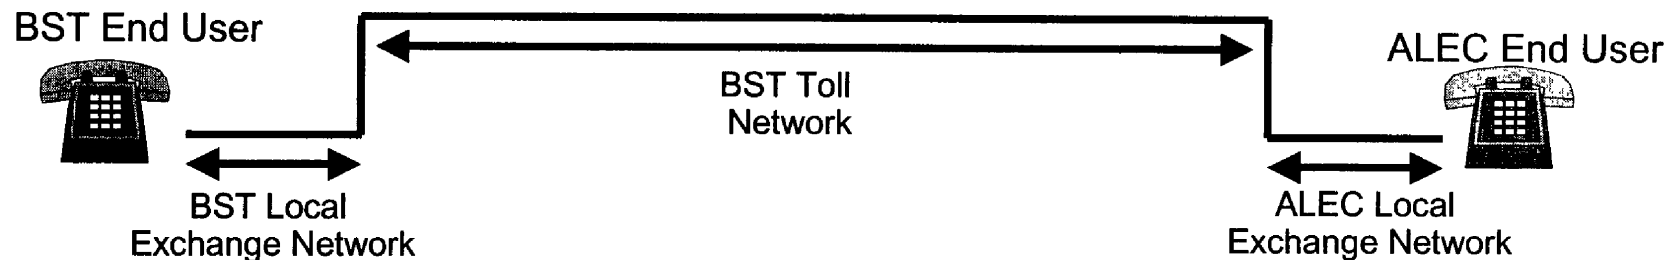 BST End User
ALEC End User
BST Toll
Network
BST Local
Exchange Network
ALEC Local
Exchange Network